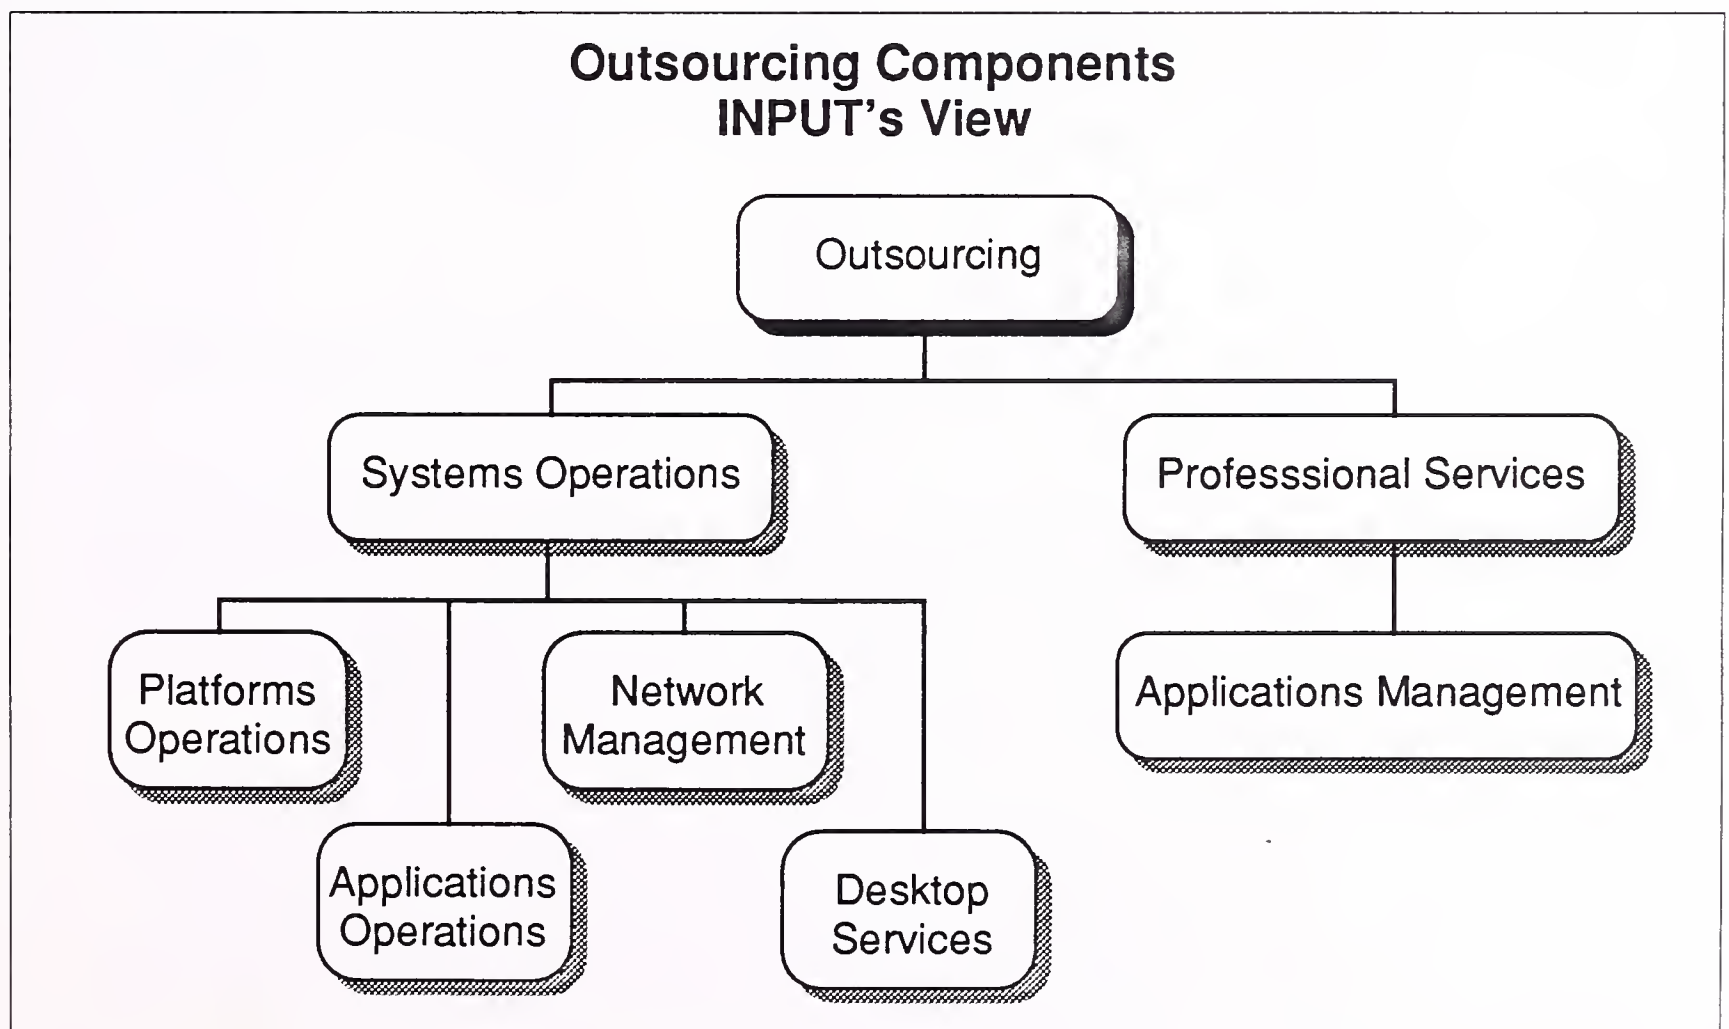 Outsourcing Components
INPUT's View
Outsourcing
Systems Operations
Professsional Services
Platforms
Operations
Network
Management
Applications Management
Applications
Operations
Desktop
Services